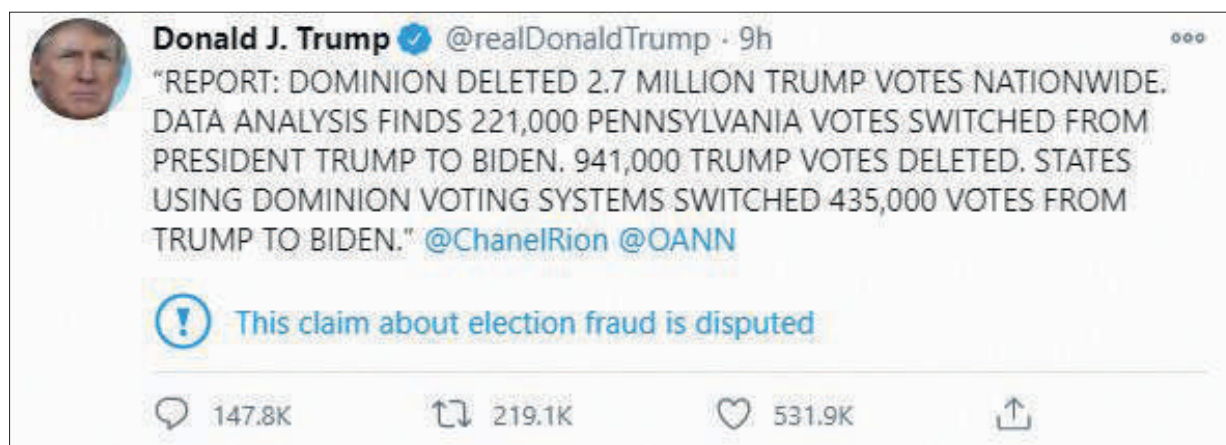 Donald J. Trump @realDonaldTrump · 9h
“REPORT: DOMINION DELETED 2.7 MILLION TRUMP VOTES NATIONWIDE.
DATA ANALYSIS FINDS 221,000 PENNSYLVANIA VOTES SWITCHED FROM
PRESIDENT TRUMP TO BIDEN. 941,000 TRUMP VOTES DELETED. STATES
USING DOMINION VOTING SYSTEMS SWITCHED 435,000 VOTES FROM
TRUMP TO BIDEN.” @ChanelRion @OANN
This claim about election fraud is disputed
147.8K 219.1K 531.9K